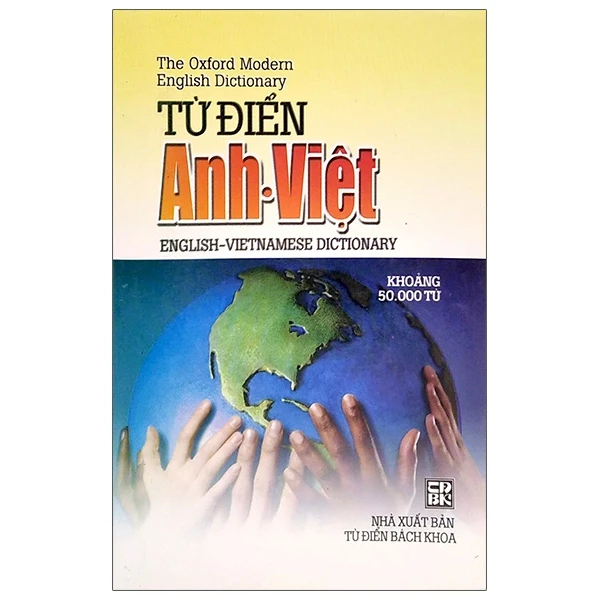 The Oxford Modern
English Dictionary
TỪ ĐIỂN
Anh·Việt
ENGLISH-VIETNAMESE DICTIONARY
KHOẢNG
50.000 TỪ
CĐ
BK
NHÀ XUẤT BẢN
TỪ ĐIỂN BÁCH KHOA